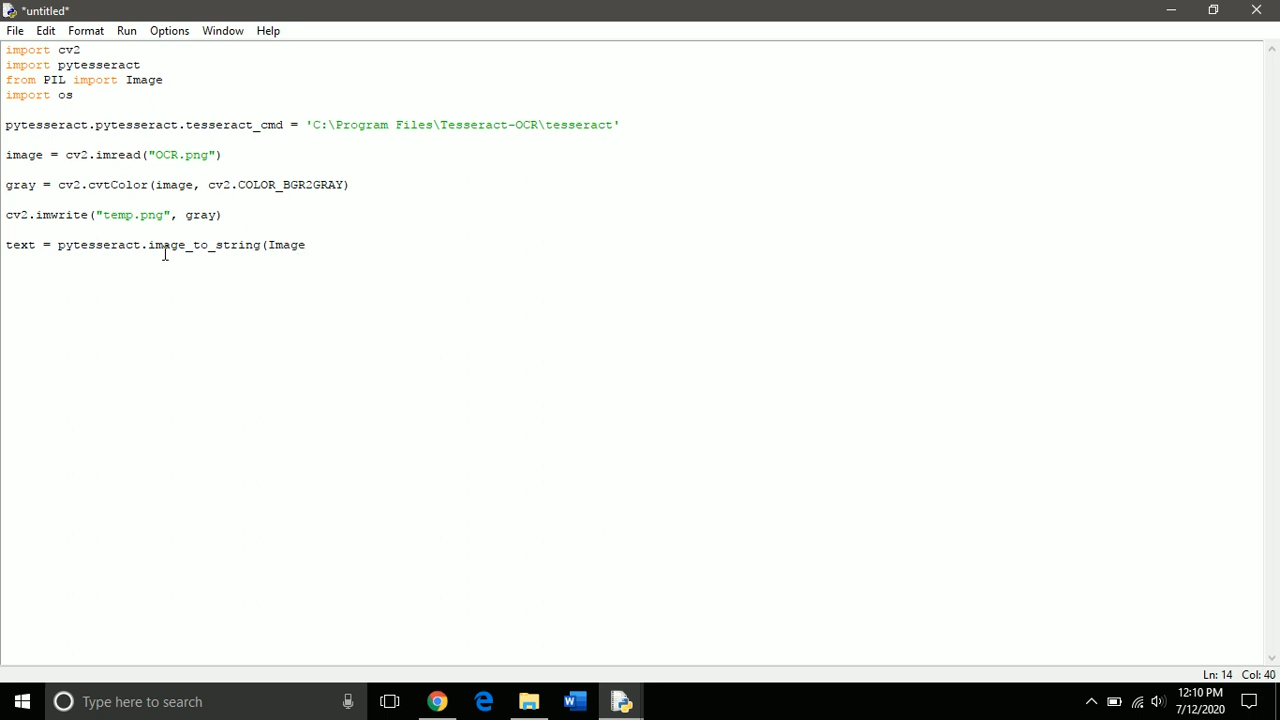 *untitled*
File Edit Format Run Options Window Help
import cv2
import pytesseract
from PIL import Image
import os
pytesseract.pytesseract.tesseract_cmd = 'C:\Program Files\Tesseract-OCR\tesseract'
image = cv2.imread("OCR.png")
gray = cv2.cvtColor(image, cv2.COLOR_BGR2GRAY)
cv2.imwrite("temp.png", gray)
text = pytesseract.image_to_string(Image
Ln: 14 Col: 40
Type here to search
12:10 PM
7/12/2020